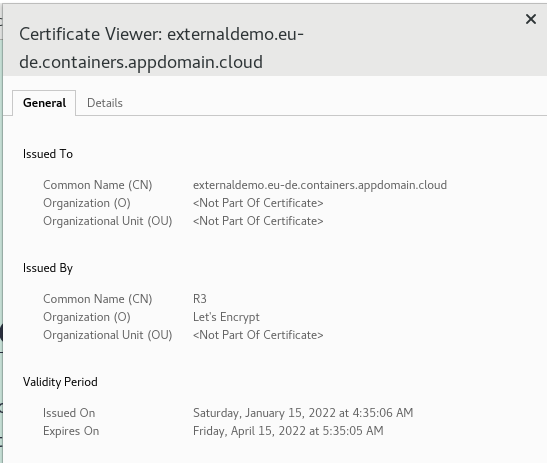 Certificate Viewer: externaldemo.eu-
de.containers.appdomain.cloud
General Details
Issued To
Common Name (CN) externaldemo.eu-de.containers.appdomain.cloud
Organization (O) <Not Part Of Certificate>
Organizational Unit (OU) <Not Part Of Certificate>
Issued By
Common Name (CN) R3
Organization (O) Let's Encrypt
Organizational Unit (OU) <Not Part Of Certificate>
Validity Period
Issued On Saturday, January 15, 2022 at 4:35:06 AM
Expires On Friday, April 15, 2022 at 5:35:05 AM